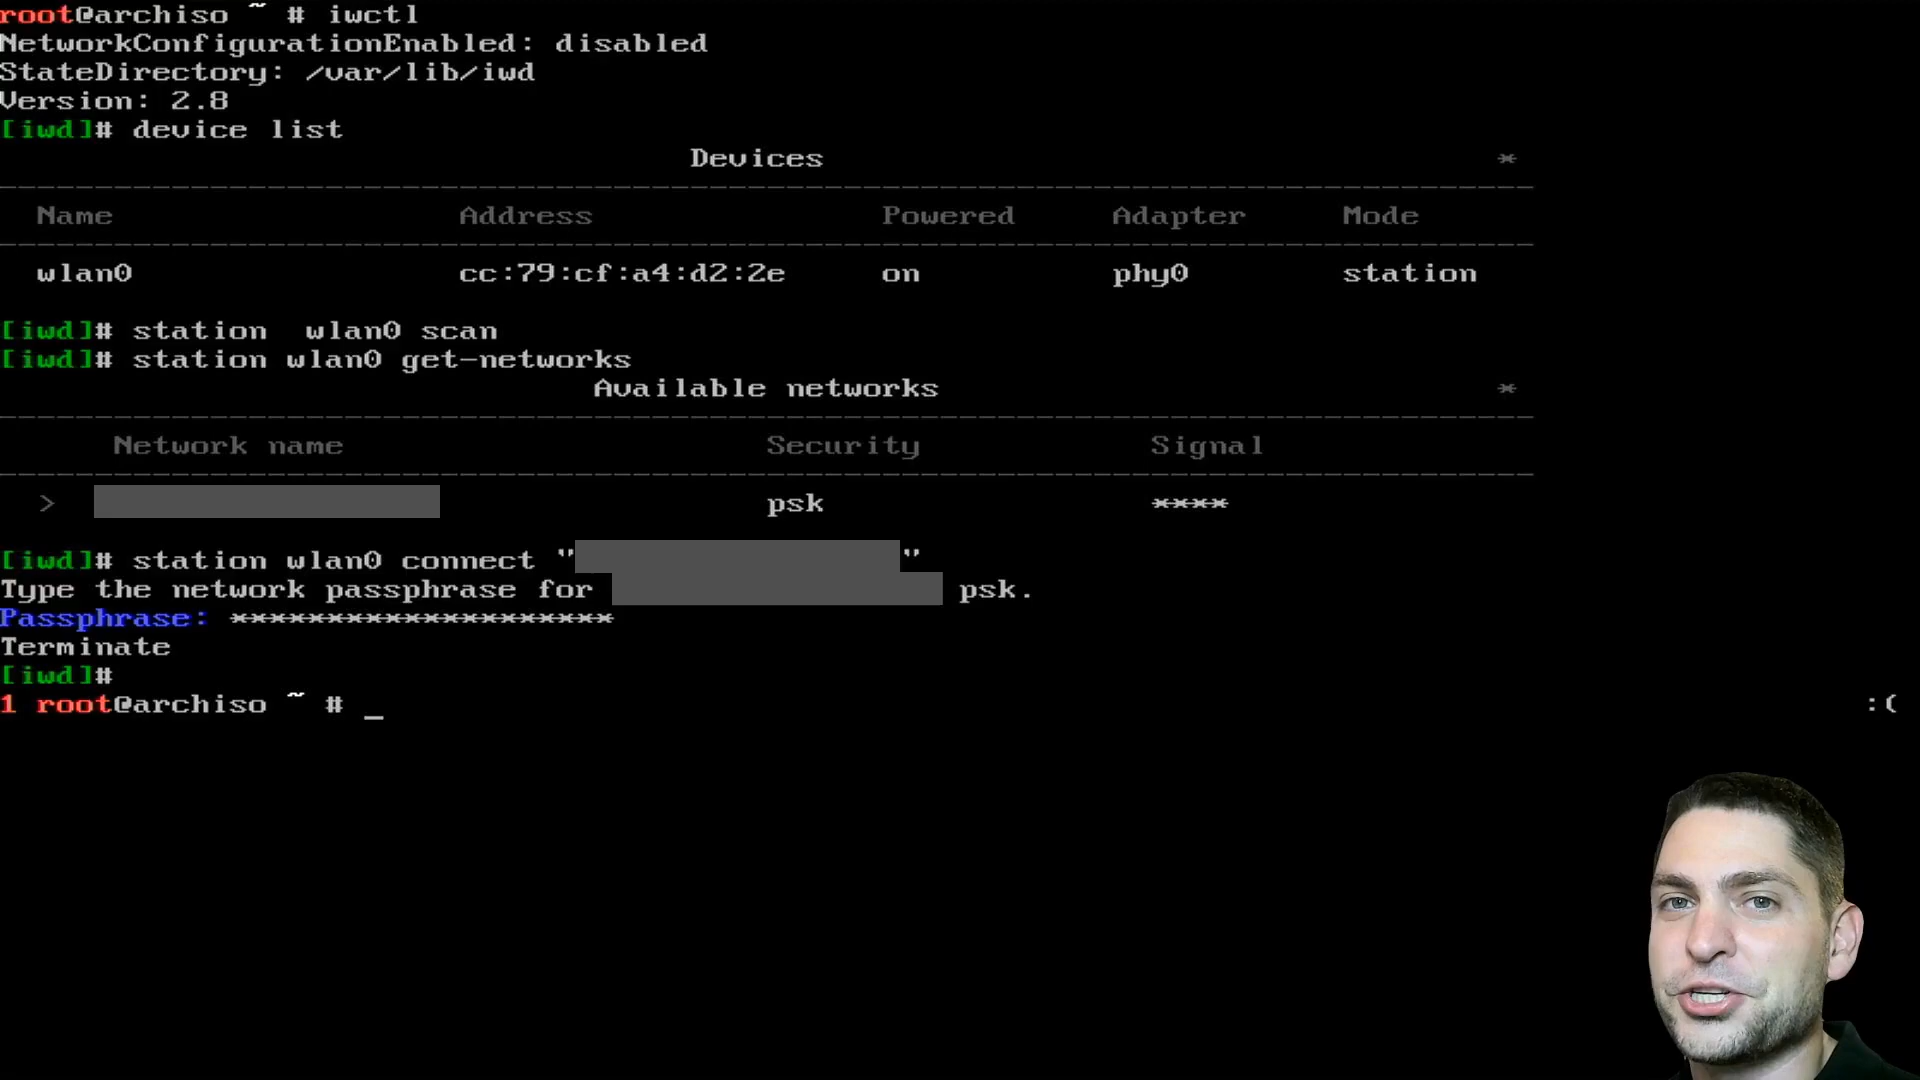 root@archiso ~ # iwctl
NetworkConfigurationEnabled: disabled
StateDirectory: /var/lib/iwd
Version: 2.8
[iwd]# device list
Devices *
Name Address Powered Adapter Mode
wlan0 cc:79:cf:a4:d2:2e on phy0 station
[iwd]# station  wlan0 scan
[iwd]# station wlan0 get-networks
Available networks *
Network name Security Signal
> psk ****
[iwd]# station wlan0 connect " "
Type the network passphrase for psk.
Passphrase: ********************
Terminate
[iwd]#
1 root@archiso ~ # _ :(